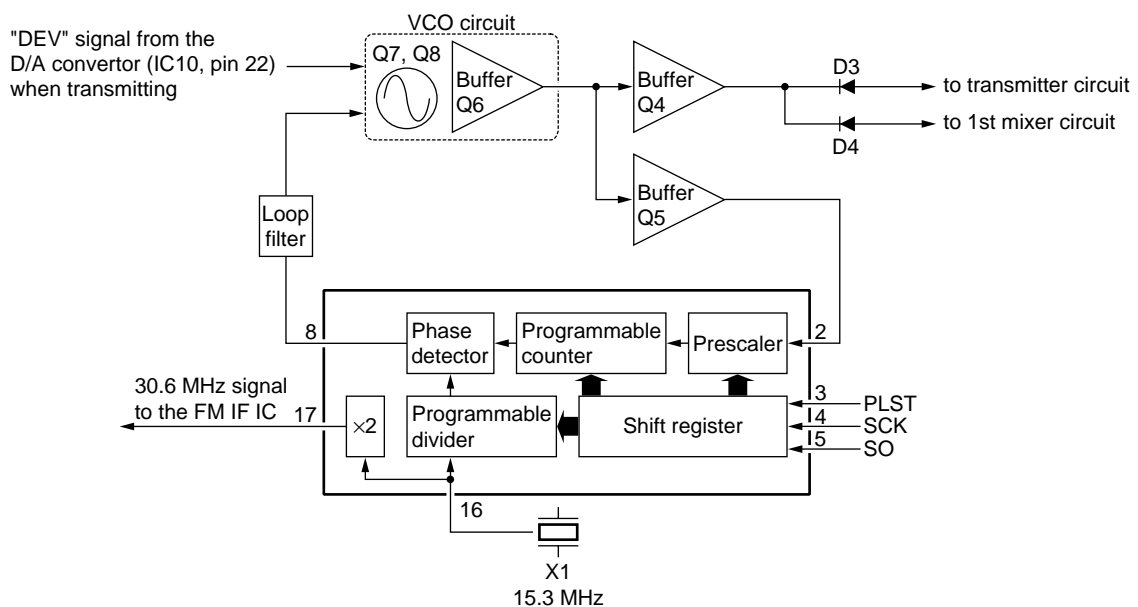 VCO circuit
"DEV" signal from the
D/A convertor (IC10, pin 22)
when transmitting
Q7, Q8
Buffer
Q6
Buffer
Q4
D3
to transmitter circuit
to 1st mixer circuit
D4
Buffer
Q5
Loop
filter
8
Phase
detector
Programmable
counter
Prescaler
2
30.6 MHz signal
to the FM IF IC
17
×2
Programmable
divider
Shift register
3
PLST
4
SCK
5
SO
16
X1
15.3 MHz